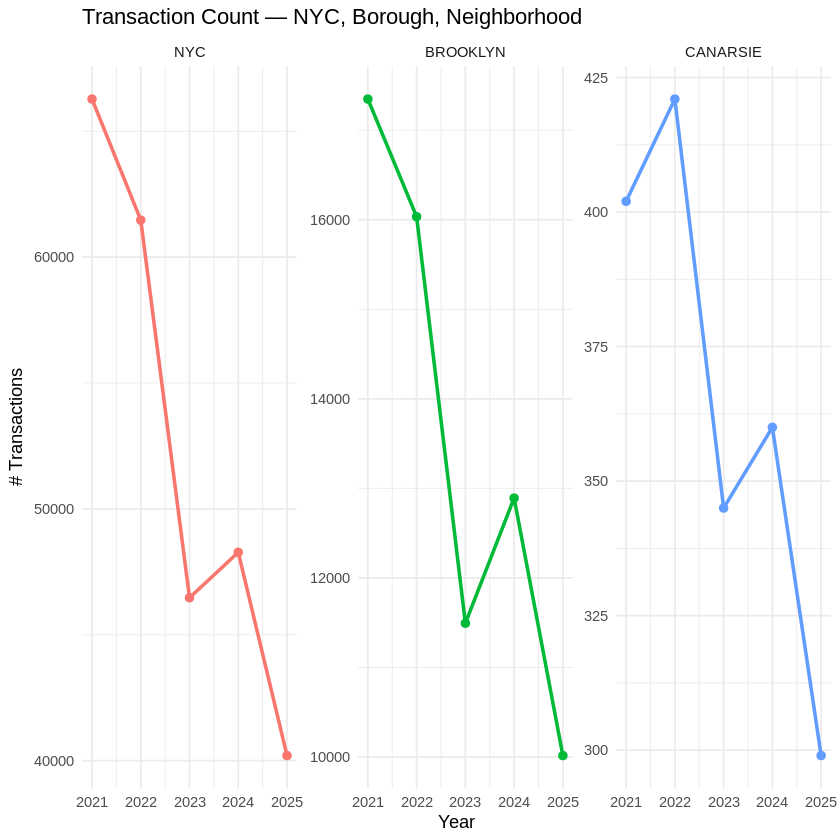 Transaction Count — NYC, Borough, Neighborhood
NYC
BROOKLYN
CANARSIE
# Transactions
60000
50000
40000
16000
14000
12000
10000
425
400
375
350
325
300
2021 2022 2023 2024 2025
2021 2022 2023 2024 2025
2021 2022 2023 2024 2025
Year